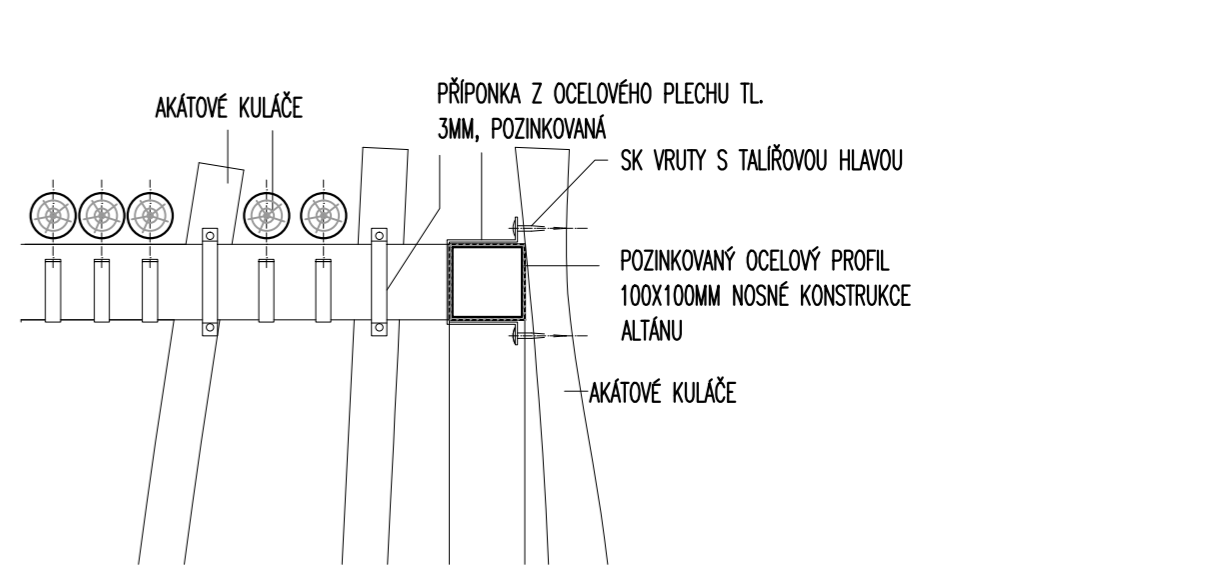 AKÁTOVÉ KULÁČE
PŘÍPONKA Z OCELOVÉHO PLECHU TL.
3MM, POZINKOVANÁ
SK VRUTY S TALÍŘOVOU HLAVOU
POZINKOVANÝ OCELOVÝ PROFIL
100X100MM NOSNÉ KONSTRUKCE
ALTÁNU
AKÁTOVÉ KULÁČE